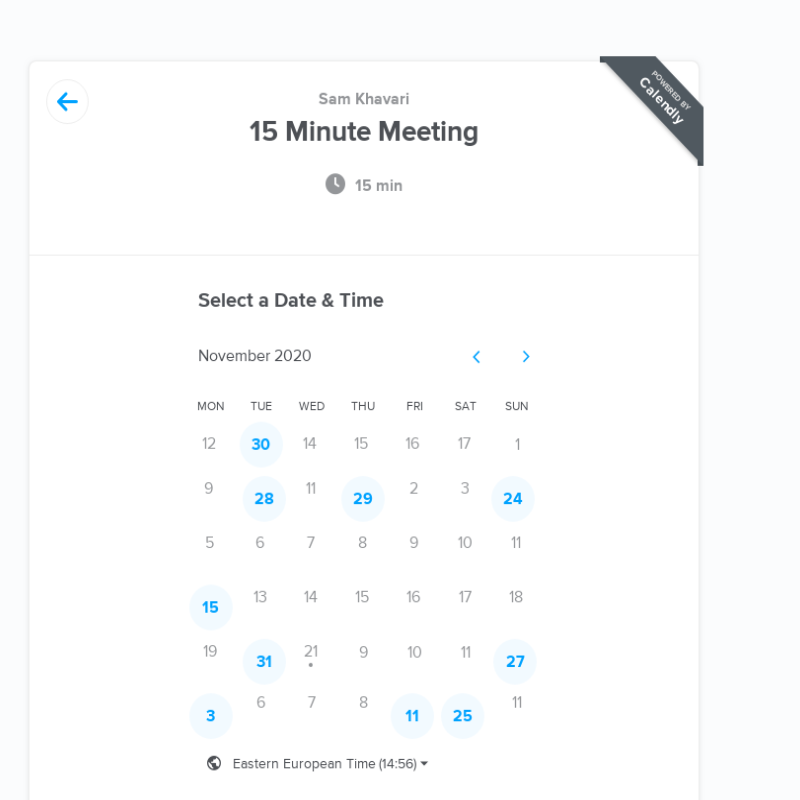 POWERED BY
Calendly
Sam Khavari
15 Minute Meeting
15 min
Select a Date & Time
November 2020
MON TUE WED THU FRI SAT SUN
12 30 14 15 16 17 1
9 28 11 29 2 3 24
5 6 7 8 9 10 11
15 13 14 15 16 17 18
19 31 21 9 10 11 27
3 6 7 8 11 25 11
Eastern European Time (14:56)